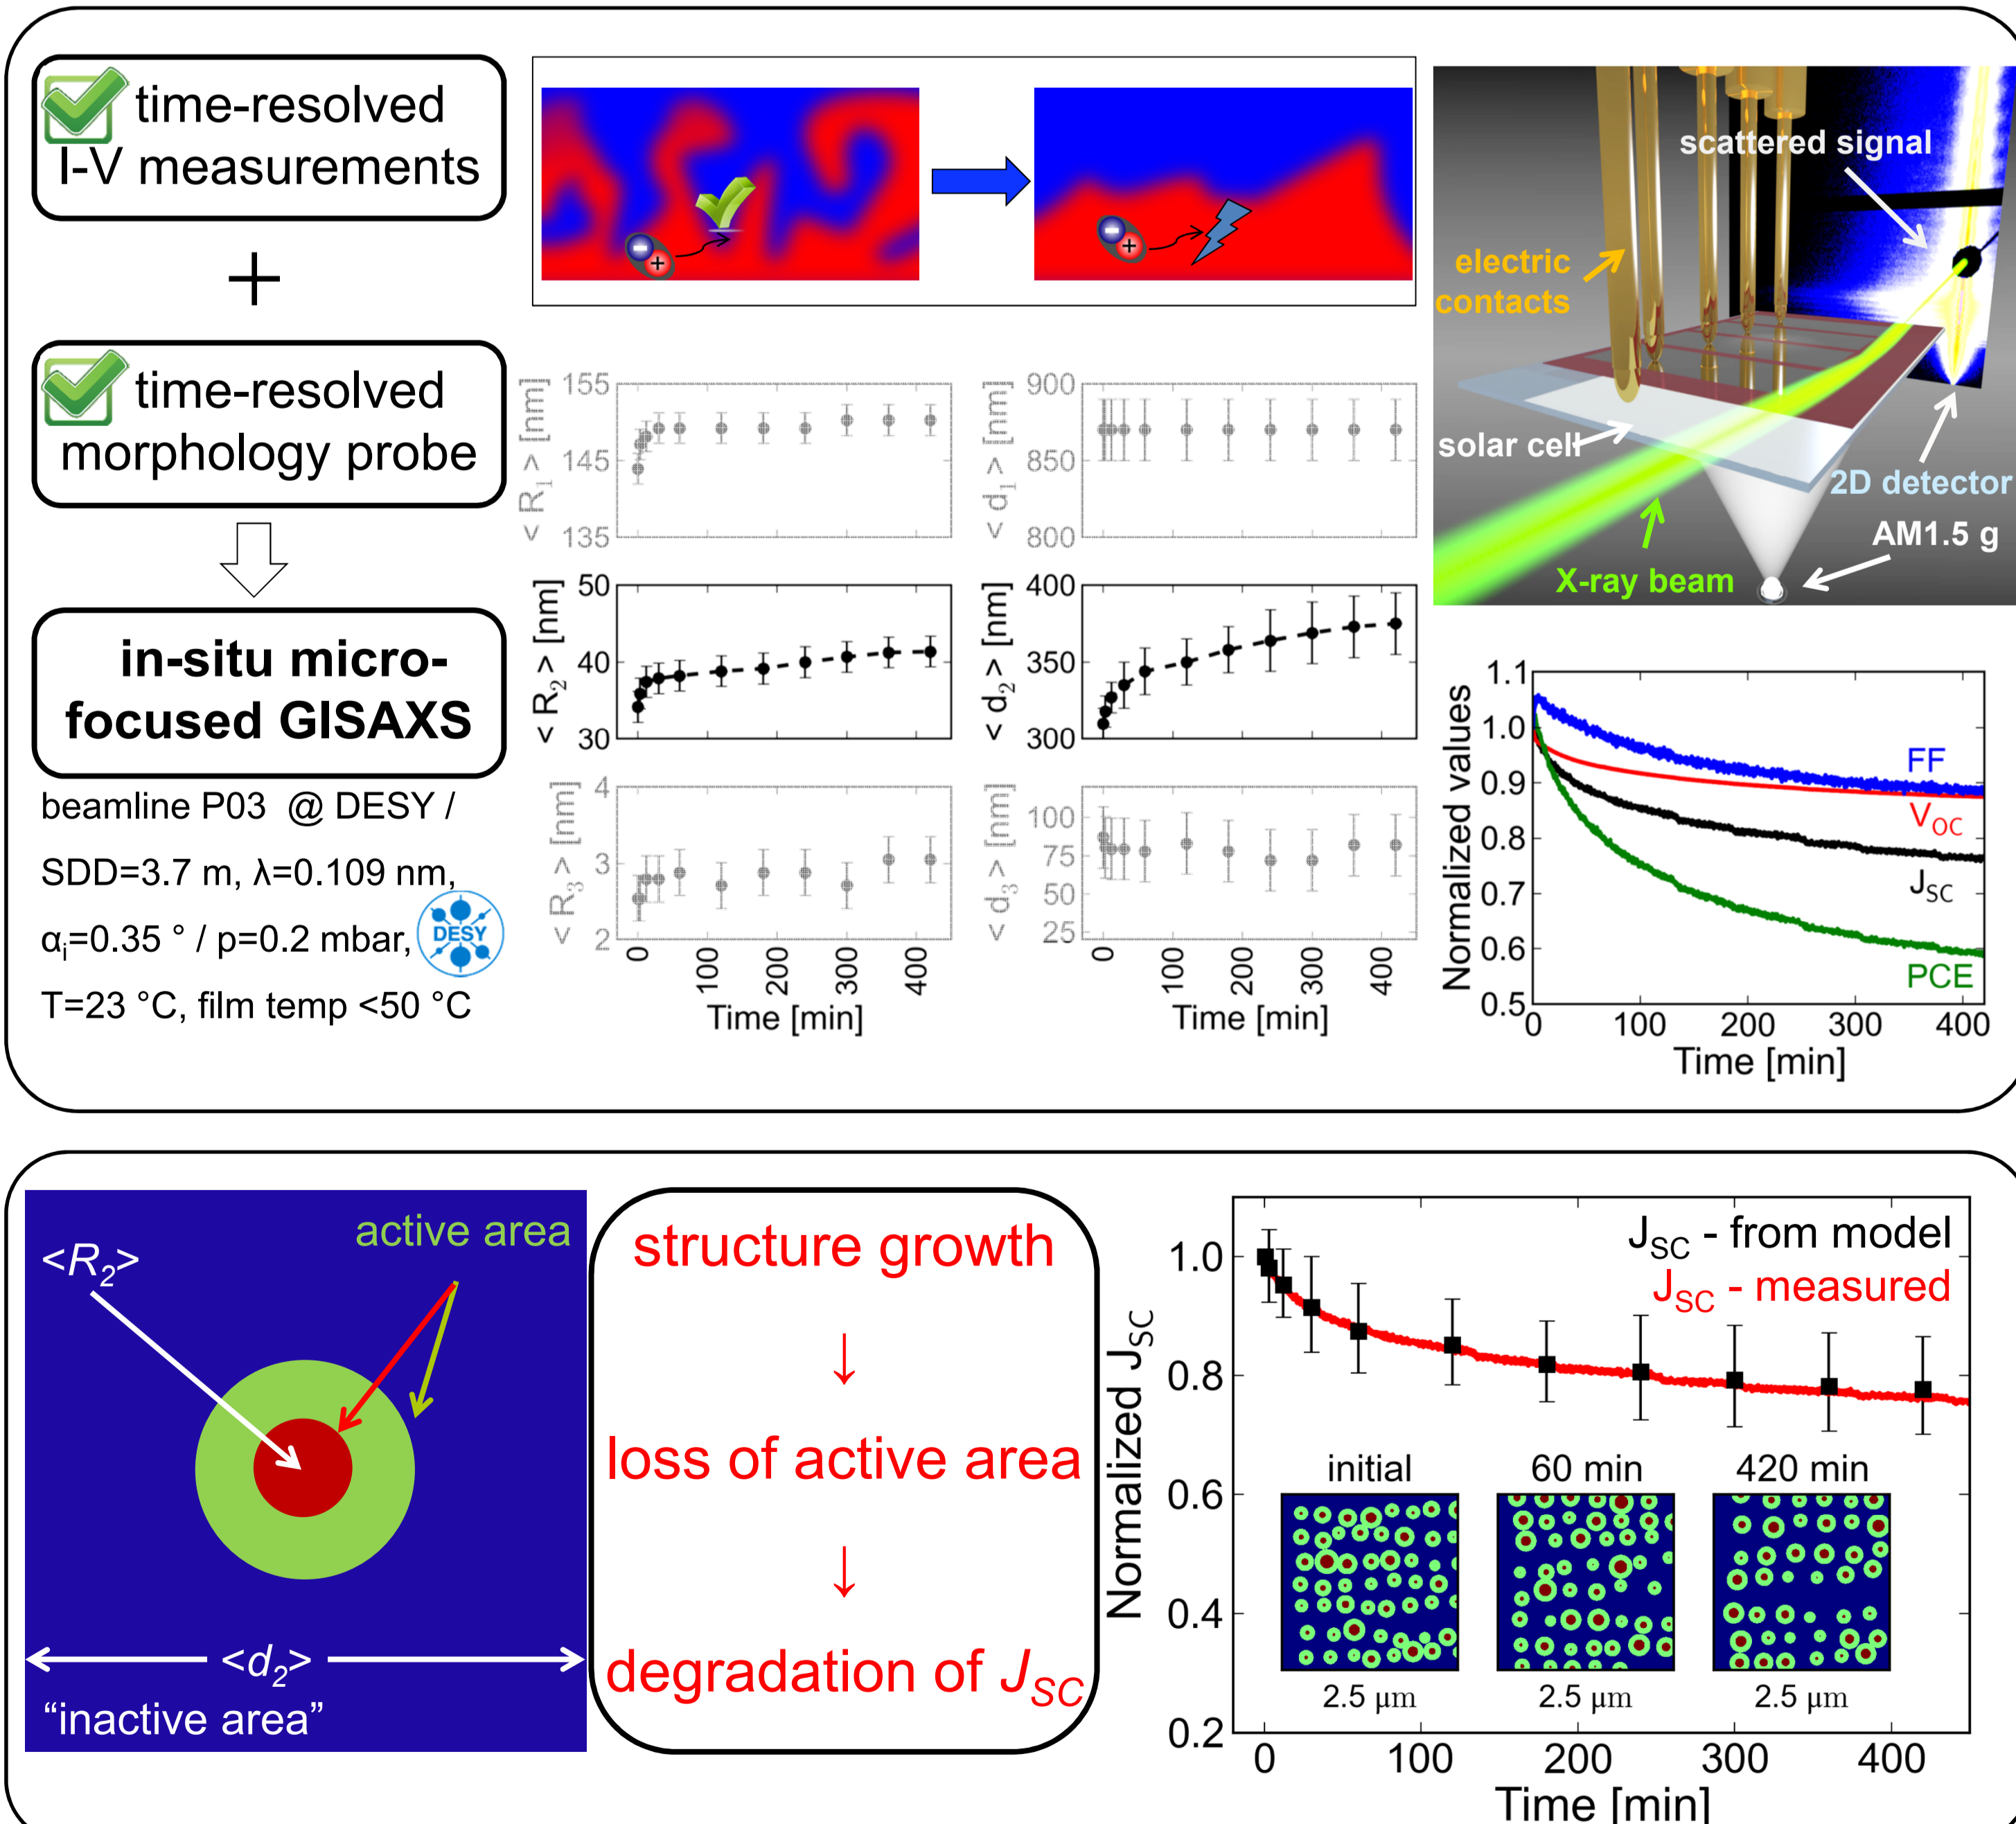 time-resolved
I-V measurements
+
time-resolved
morphology probe
in-situ micro-
focused GISAXS
beamline P03 @ DESY /
SDD=3.7 m, λ=0.109 nm,
αi=0.35 ° / p=0.2 mbar,
DESY
T=23 °C, film temp <50 °C
-
+
-
+
< R1 > [nm]
155
145
135
< d1 > [nm]
900
850
800
< R2 > [nm]
50
40
30
< d2 > [nm]
400
350
300
< R3 > [nm]
4
3
2
0 100 200 300 400
Time [min]
< d3 > [nm]
100
75
50
25
0 100 200 300 400
Time [min]
scattered signal
electric
contacts
solar cell
2D detector
AM1.5 g
X-ray beam
Normalized values
1.1
1.0
0.9
0.8
0.7
0.6
0.5
FF
VOC
JSC
PCE
0 100 200 300 400
Time [min]
<R2>
active area
<d2>
“inactive area”
structure growth
↓
loss of active area
↓
degradation of JSC
Normalized JSC
1.0
0.8
0.6
0.4
0.2
JSC - from model
JSC - measured
initial 60 min 420 min
2.5 µm 2.5 µm 2.5 µm
0 100 200 300 400
Time [min]